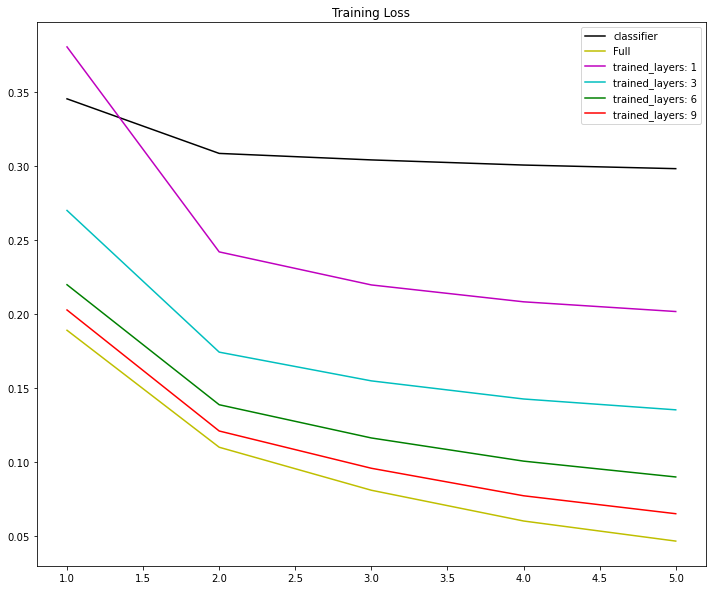 Training Loss
classifier
Full
trained_layers: 1
trained_layers: 3
trained_layers: 6
trained_layers: 9
0.35
0.30
0.25
0.20
0.15
0.10
0.05
1.0 1.5 2.0 2.5 3.0 3.5 4.0 4.5 5.0